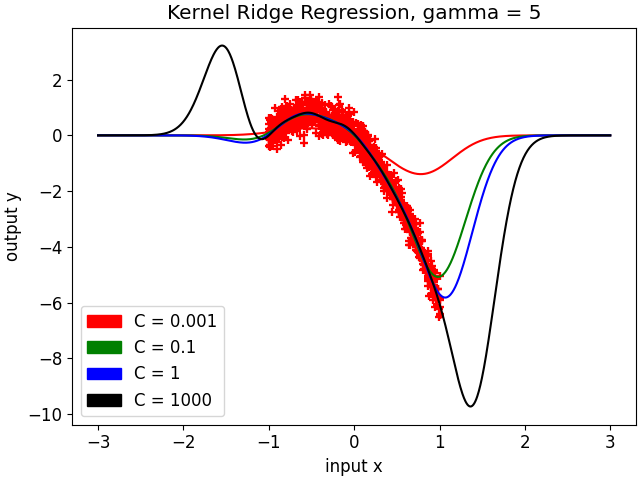 Kernel Ridge Regression, gamma = 5
output y
2
0
−2
−4
−6
−8
−10
C = 0.001
C = 0.1
C = 1
C = 1000
−3 −2 −1 0 1 2 3
input x